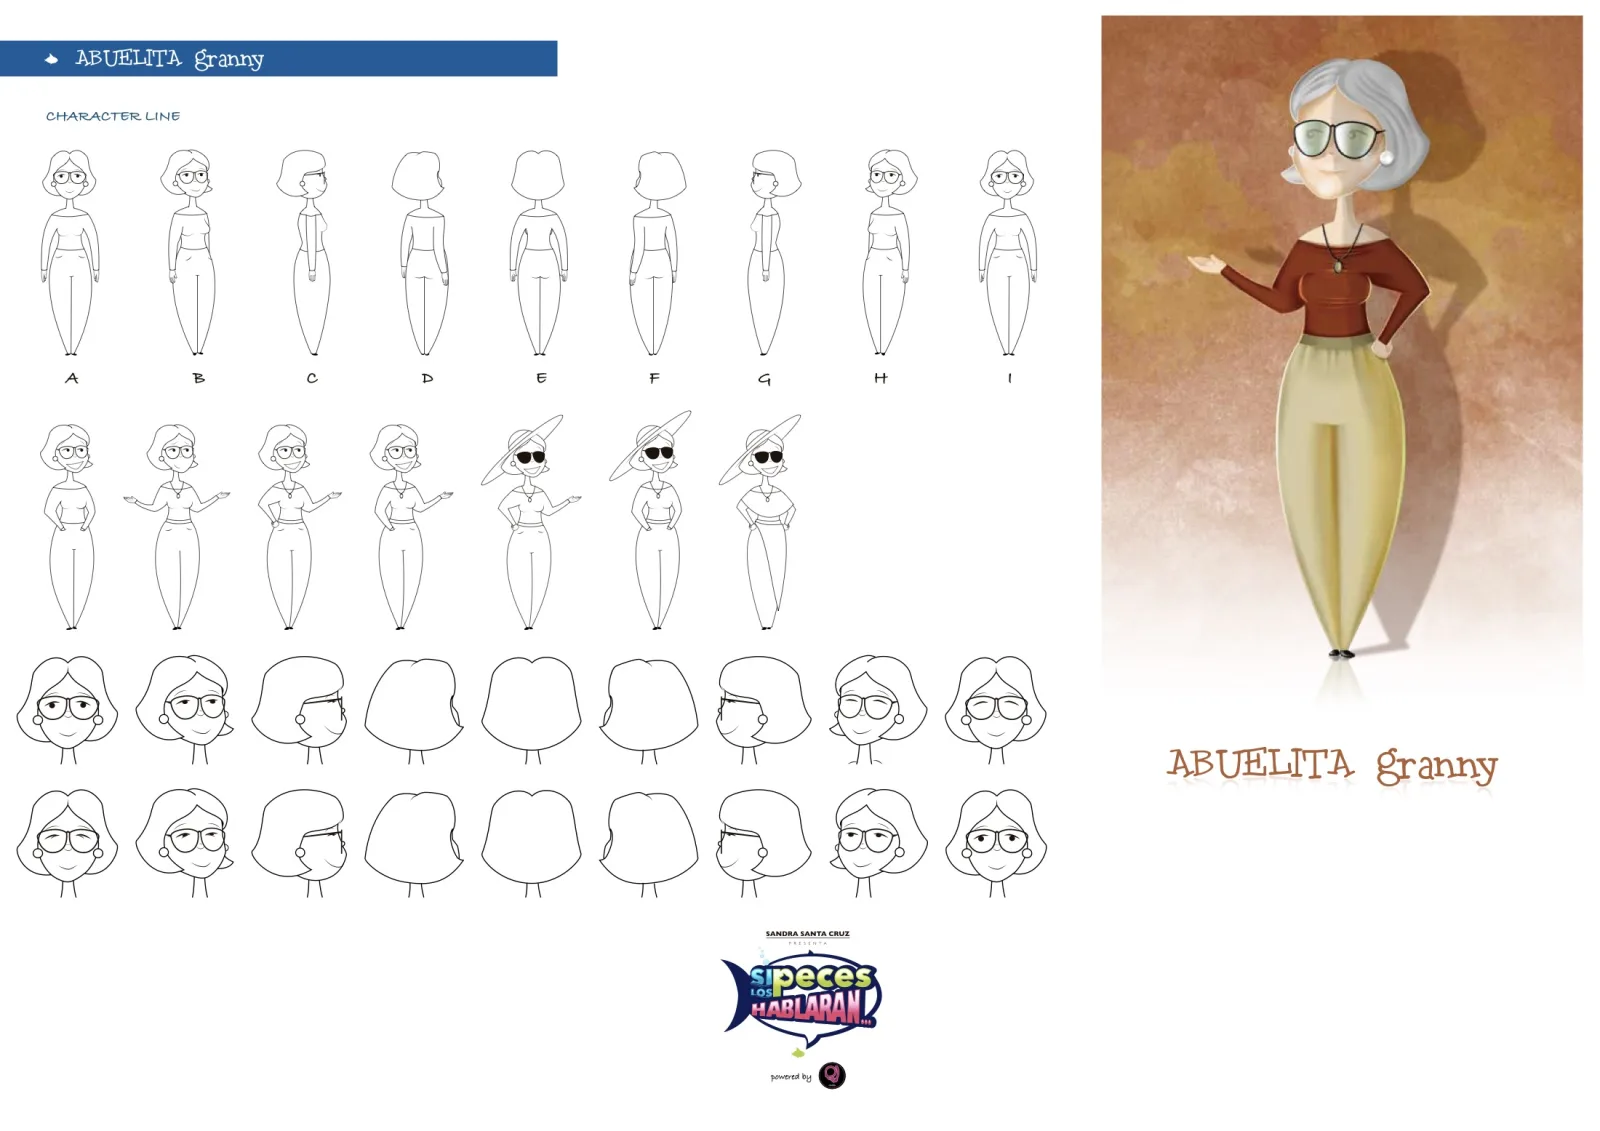 ABUELITA granny
CHARACTER LINE
A B C D E F G H I
ABUELITA granny
SANDRA SANTA CRUZ
PRESENTA
SI peces
LOS
HABLARAN...
powered by